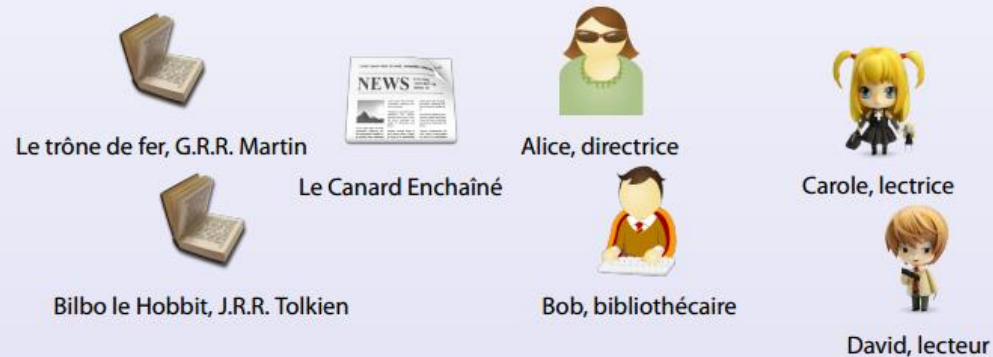 NEWS
Le trône de fer, G.R.R. Martin
Alice, directrice
Le Canard Enchaîné
Carole, lectrice
Bilbo le Hobbit, J.R.R. Tolkien
Bob, bibliothécaire
David, lecteur